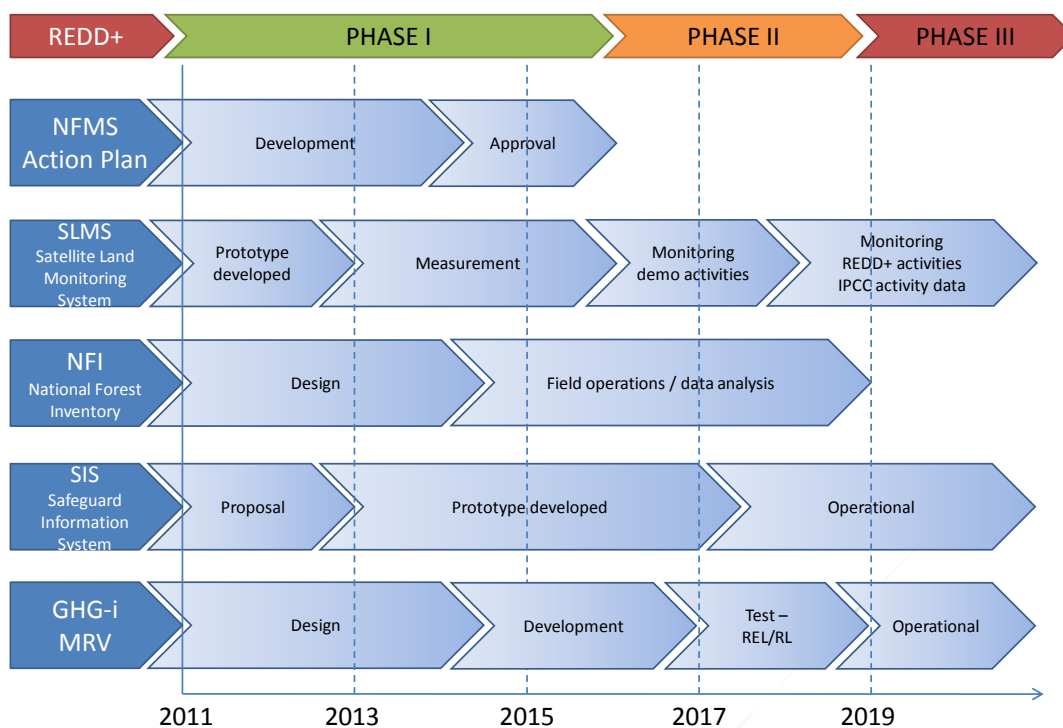 REDD+
PHASE I
PHASE II
PHASE III
NFMS
Action Plan
Development
Approval
SLMS
Satellite Land
Monitoring
System
Prototype
developed
Measurement
Monitoring
demo activities
Monitoring
REDD+ activities
IPCC activity data
NFI
National Forest
Inventory
Design
Field operations / data analysis
SIS
Safeguard
Information
System
Proposal
Prototype developed
Operational
GHG-i
MRV
Design
Development
Test –
REL/RL
Operational
2011
2013
2015
2017
2019